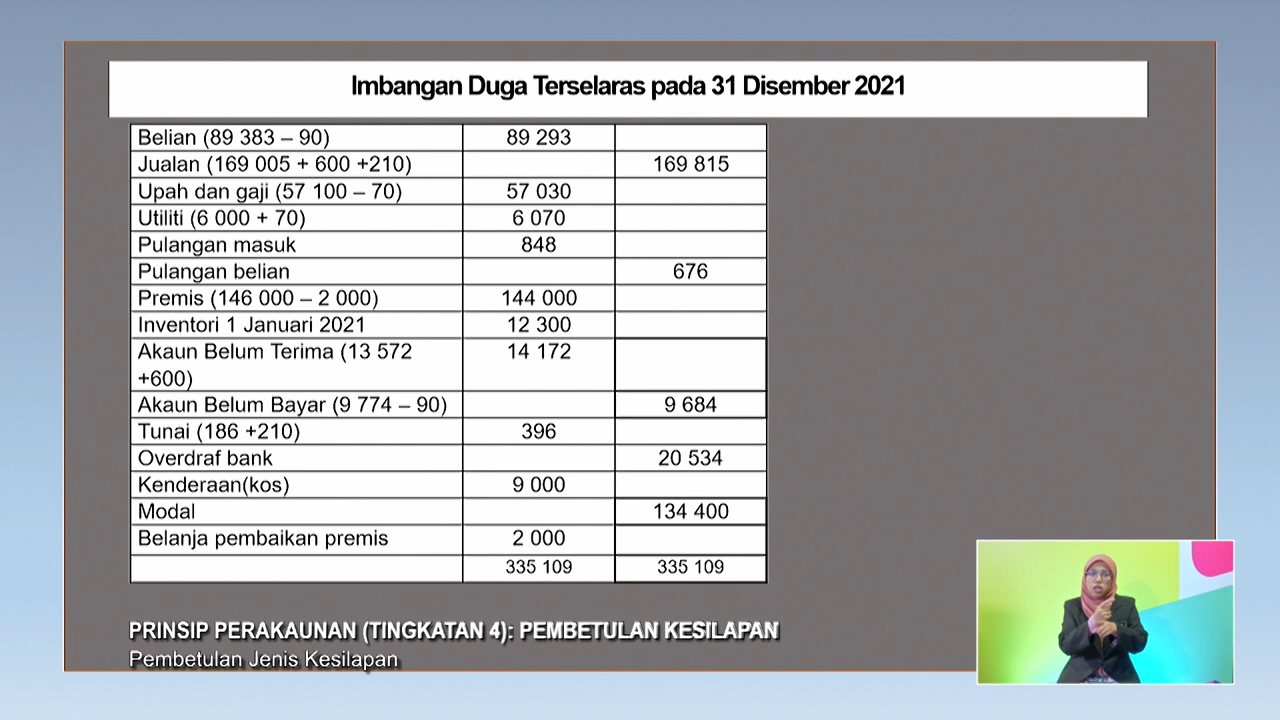 Imbangan Duga Terselaras pada 31 Disember 2021
Belian (89 383 – 90) 89 293
Jualan (169 005 + 600 +210) 169 815
Upah dan gaji (57 100 – 70) 57 030
Utiliti (6 000 + 70) 6 070
Pulangan masuk 848
Pulangan belian 676
Premis (146 000 – 2 000) 144 000
Inventori 1 Januari 2021 12 300
Akaun Belum Terima (13 572 14 172
+600)
Akaun Belum Bayar (9 774 – 90) 9 684
Tunai (186 +210) 396
Overdraf bank 20 534
Kenderaan(kos) 9 000
Modal 134 400
Belanja pembaikan premis 2 000
335 109 335 109
PRINSIP PERAKAUNAN (TINGKATAN 4): PEMBETULAN KESILAPAN
Pembetulan Jenis Kesilapan